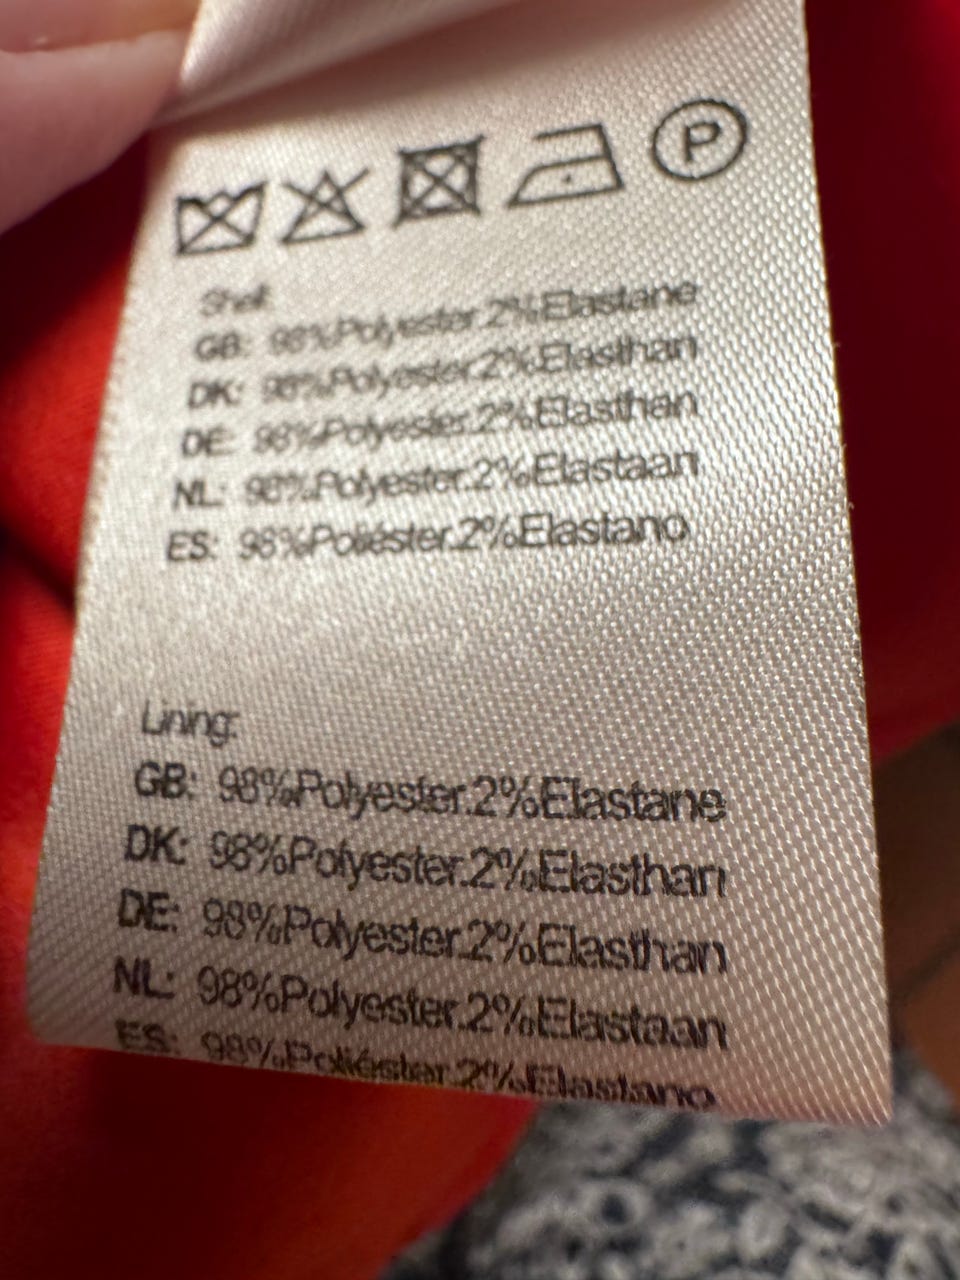 P
Shell:
GB: 98%Polyester.2%Elastane
DK: 98%Polyester.2%Elasthan
DE: 98%Polyester.2%Elasthan
NL: 98%Polyester.2%Elastaan
ES: 98%Poliéster.2%Elastano
Lining:
GB: 98%Polyester.2%Elastane
DK: 98%Polyester.2%Elasthan
DE: 98%Polyester.2%Elasthan
NL: 98%Polyester.2%Elastaan
ES: 98%Poliéster.2%Elastano